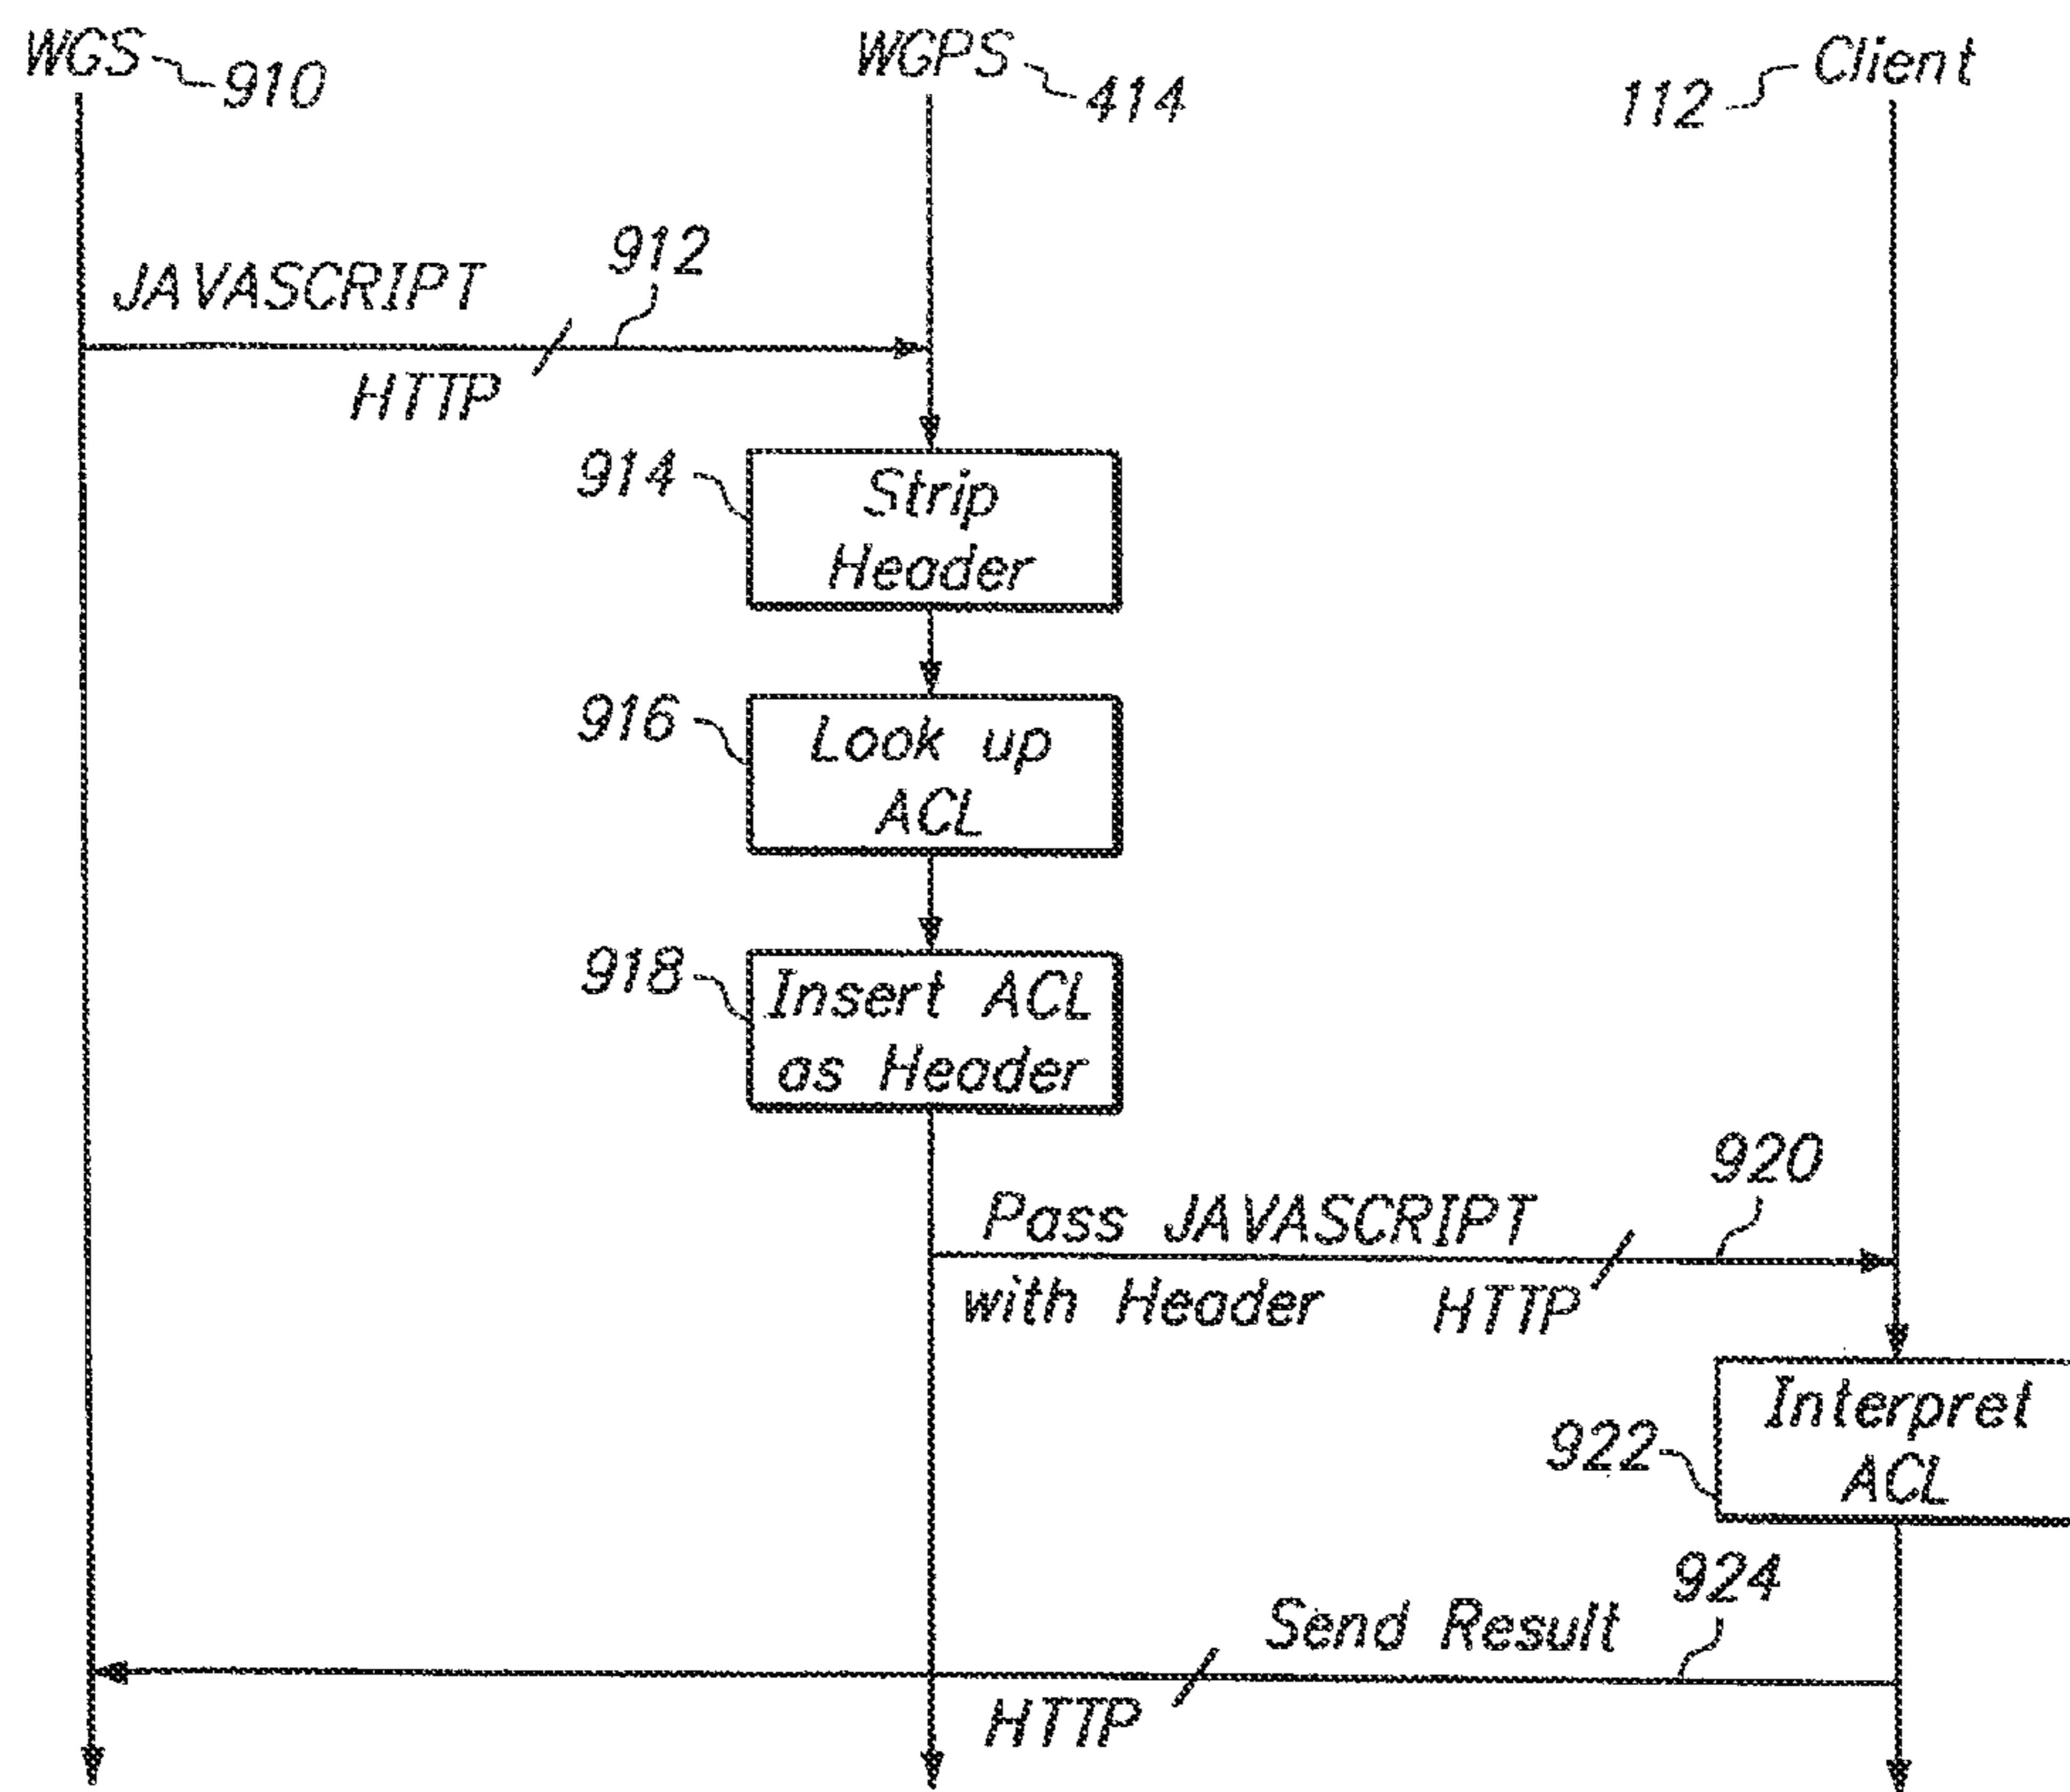 WGS 910
WGPS 414
112 Client
912
JAVASCRIPT
HTTP
914
Strip
Header
916
Look up
ACL
918
Insert ACL
as Header
920
Pass JAVASCRIPT
with Header HTTP
Interpret
922
ACL
924
Send Result
HTTP